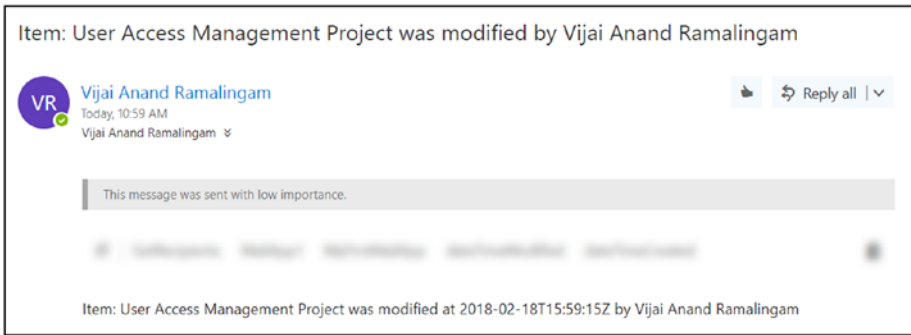 Item: User Access Management Project was modified by Vijai Anand Ramalingam
VR
Vijai Anand Ramalingam
Today, 10:59 AM
Vijai Anand Ramalingam
Reply all
This message was sent with low importance.
Item: User Access Management Project was modified at 2018-02-18T15:59:15Z by Vijai Anand Ramalingam